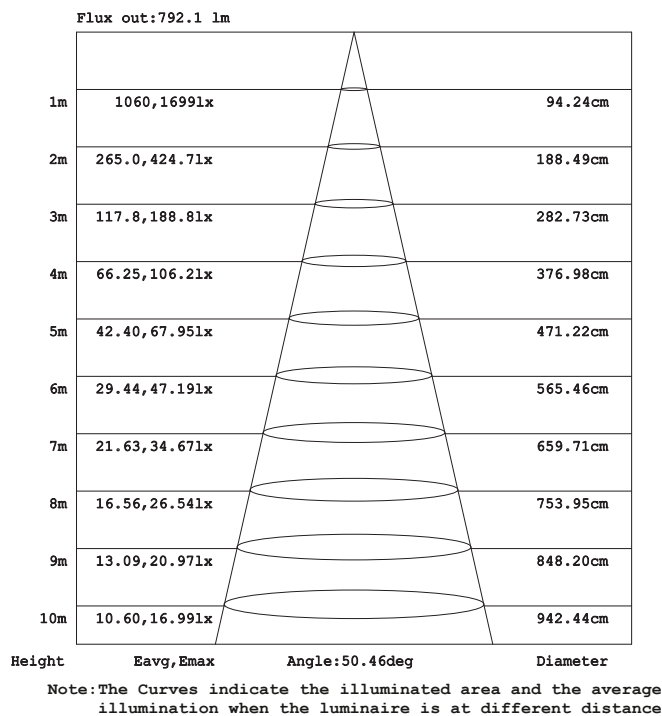 Flux out:792.1 lm
1m 1060,1699lx 94.24cm
2m 265.0,424.7lx 188.49cm
3m 117.8,188.8lx 282.73cm
4m 66.25,106.2lx 376.98cm
5m 42.40,67.95lx 471.22cm
6m 29.44,47.19lx 565.46cm
7m 21.63,34.67lx 659.71cm
8m 16.56,26.54lx 753.95cm
9m 13.09,20.97lx 848.20cm
10m 10.60,16.99lx 942.44cm
Height Eavg,Emax Angle:50.46deg Diameter
Note:The Curves indicate the illuminated area and the average
illumination when the luminaire is at different distance